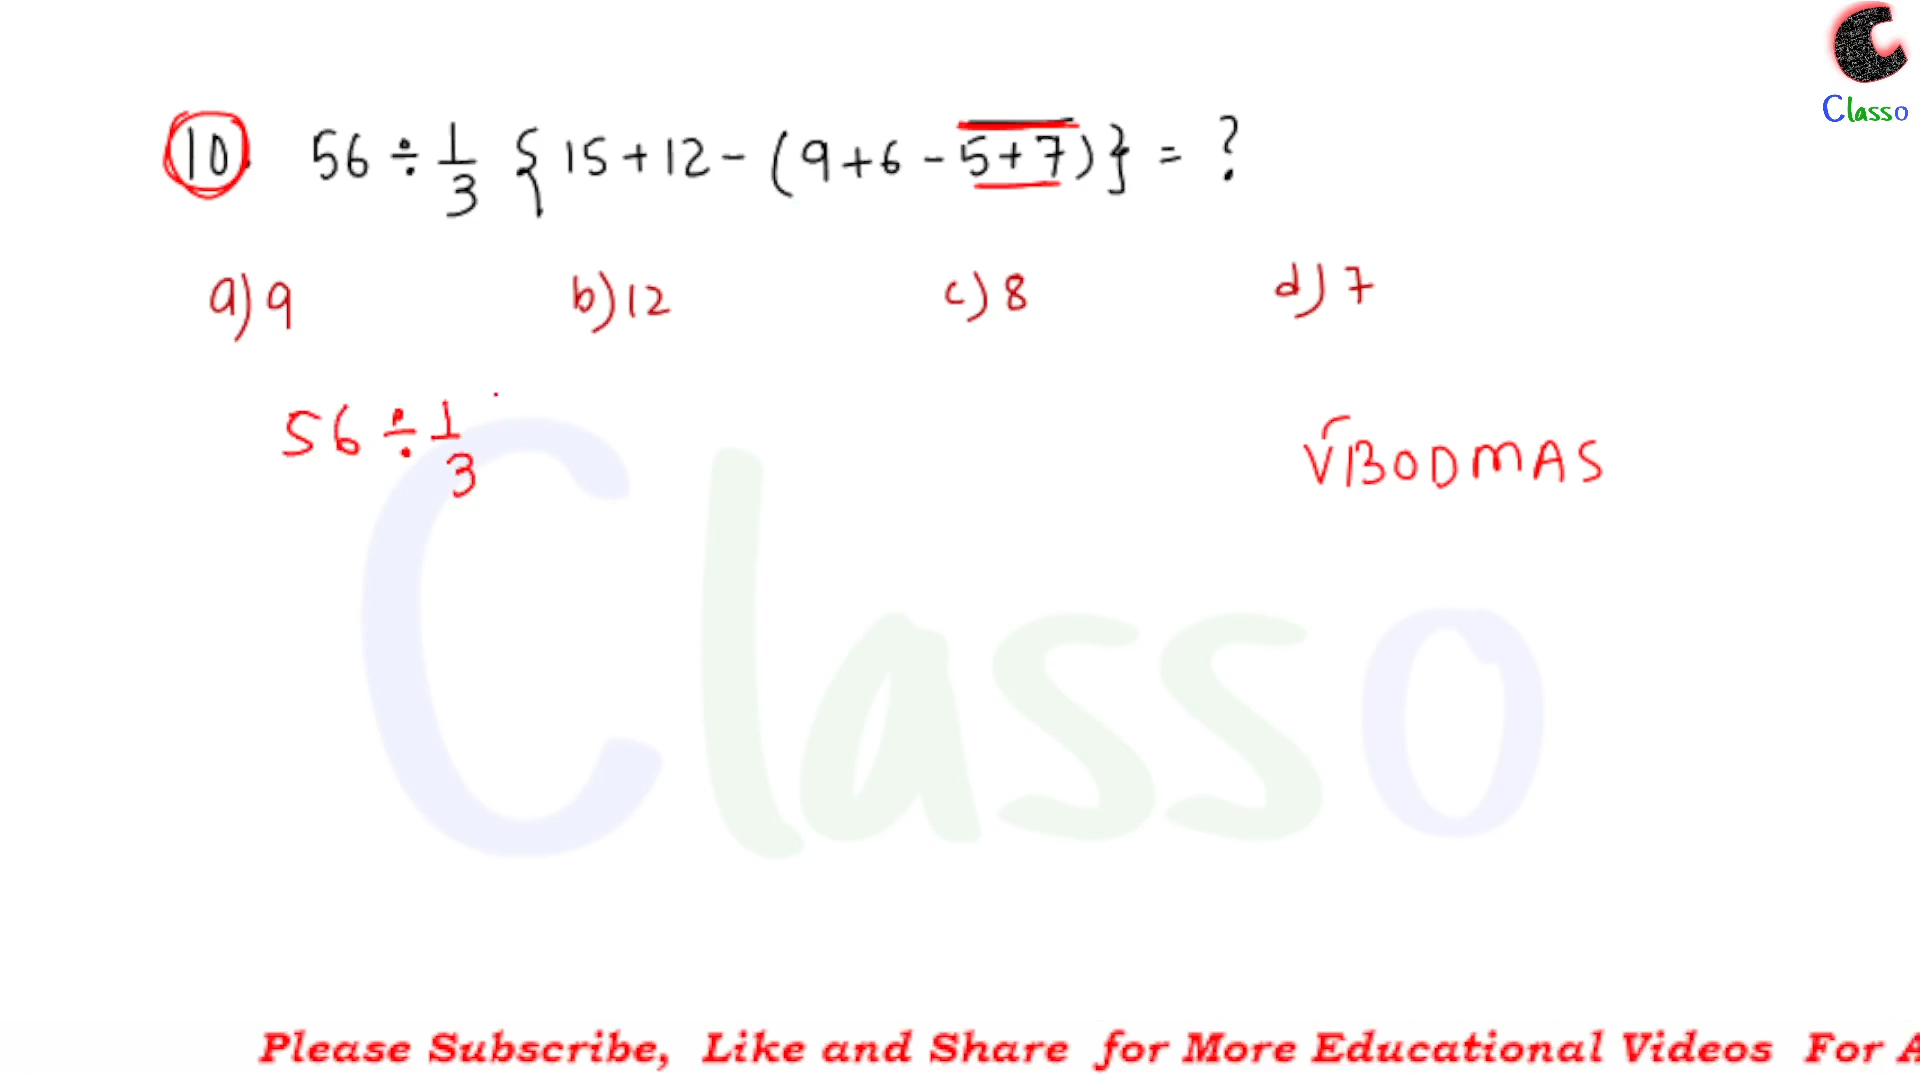 C
Classo
10. 56 ÷ 1/3 {15 + 12 - (9 + 6 - 5 + 7)} = ?
a) 9 b) 12 c) 8 d) 7
56 ÷ 1/3
VBODMAS
Classo
Please Subscribe, Like and Share for More Educational Videos For A